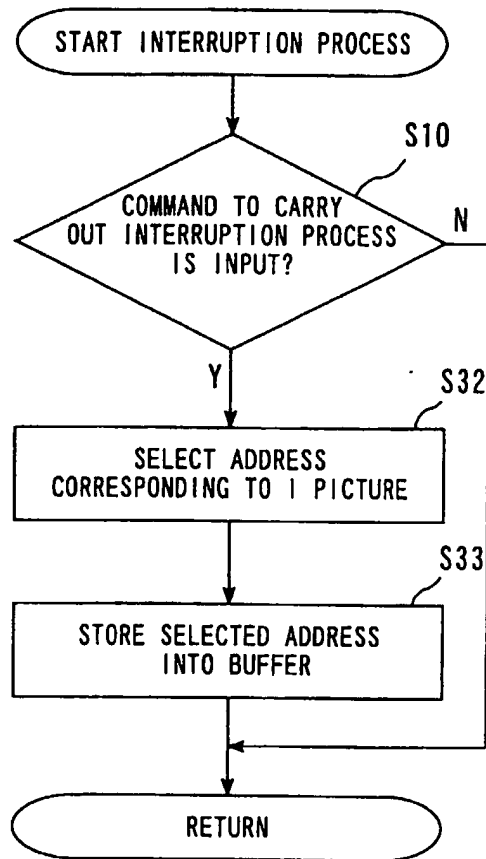 START INTERRUPTION PROCESS
S10
COMMAND TO CARRY
OUT INTERRUPTION PROCESS
IS INPUT?
N
Y
S32
SELECT ADDRESS
CORRESPONDING TO I PICTURE
S33
STORE SELECTED ADDRESS
INTO BUFFER
RETURN